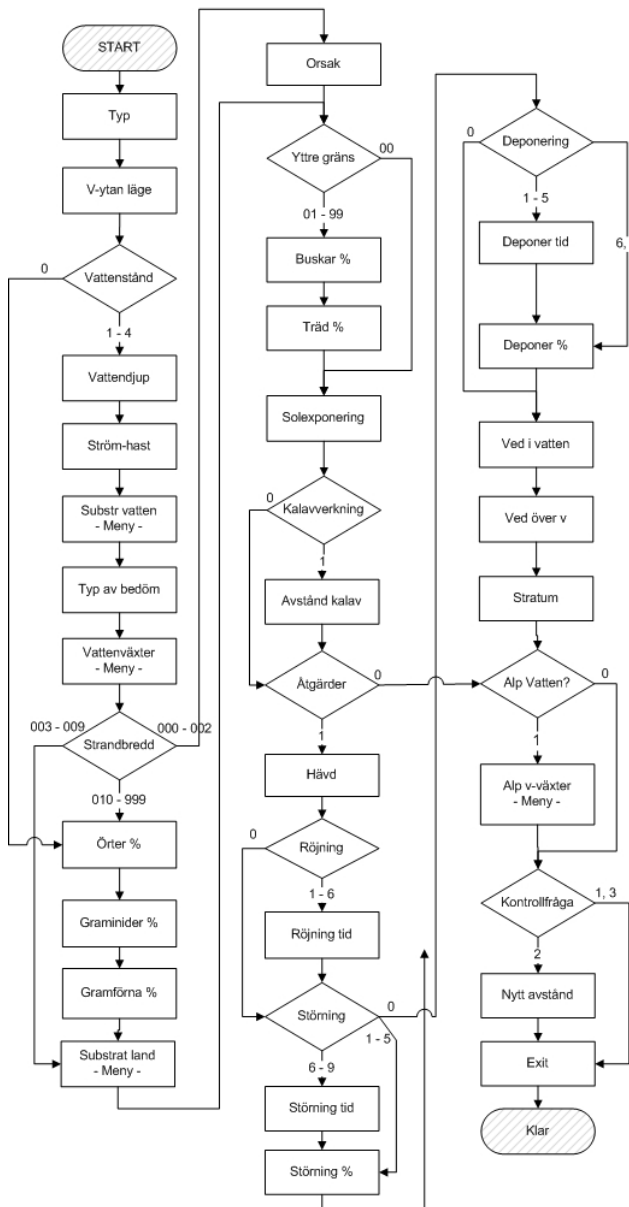 START
Typ
V-ytan läge
Vattenstånd
0
1 - 4
Vattendjup
Ström-hast
Substr vatten
- Meny -
Typ av bedöm
Vattenväxter
- Meny -
003 - 009
000 - 002
Strandbredd
010 - 999
Örter %
Graminider %
Gramförna %
Substrat land
- Meny -
Orsak
Yttre gräns
00
01 - 99
Buskar %
Träd %
Solexponering
0
Kalavverkning
1
Avstånd kalav
Åtgärder
0
1
Hävd
0
Röjning
1 - 6
Röjning tid
Störning
0
1 - 5
6 - 9
Störning tid
Störning %
0
Deponering
1 - 5
Deponer tid
6,
Deponer %
Ved i vatten
Ved över v
Stratum
Alp Vatten?
0
1
Alp v-växter
- Meny -
Kontrollfråga
1, 3
2
Nytt avstånd
Exit
Klar